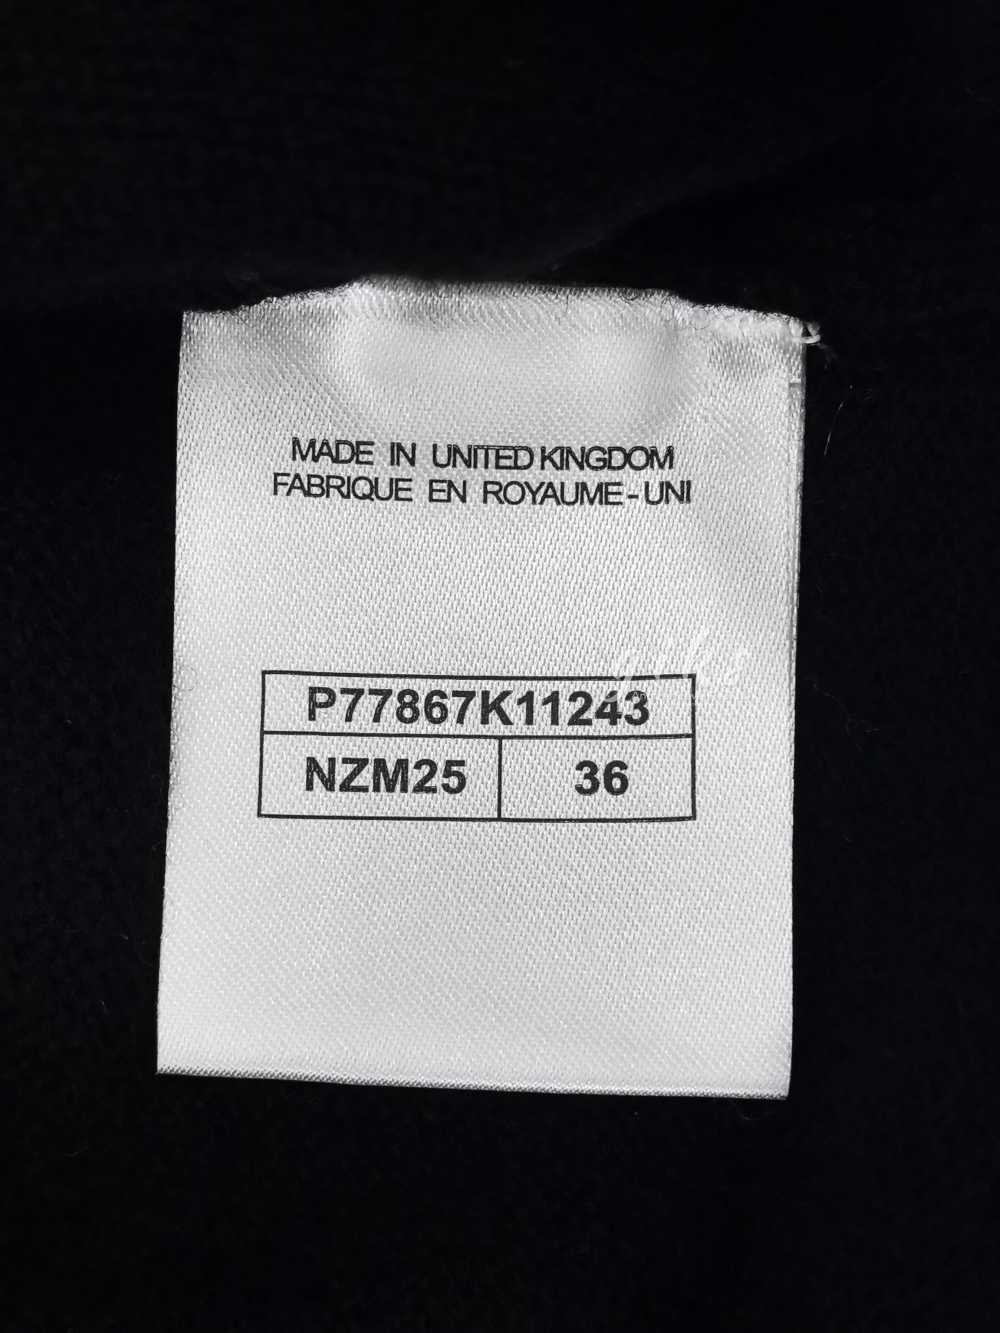 MADE IN UNITED KINGDOM
FABRIQUE EN ROYAUME-UNI
P77867K11243
NZM25 36